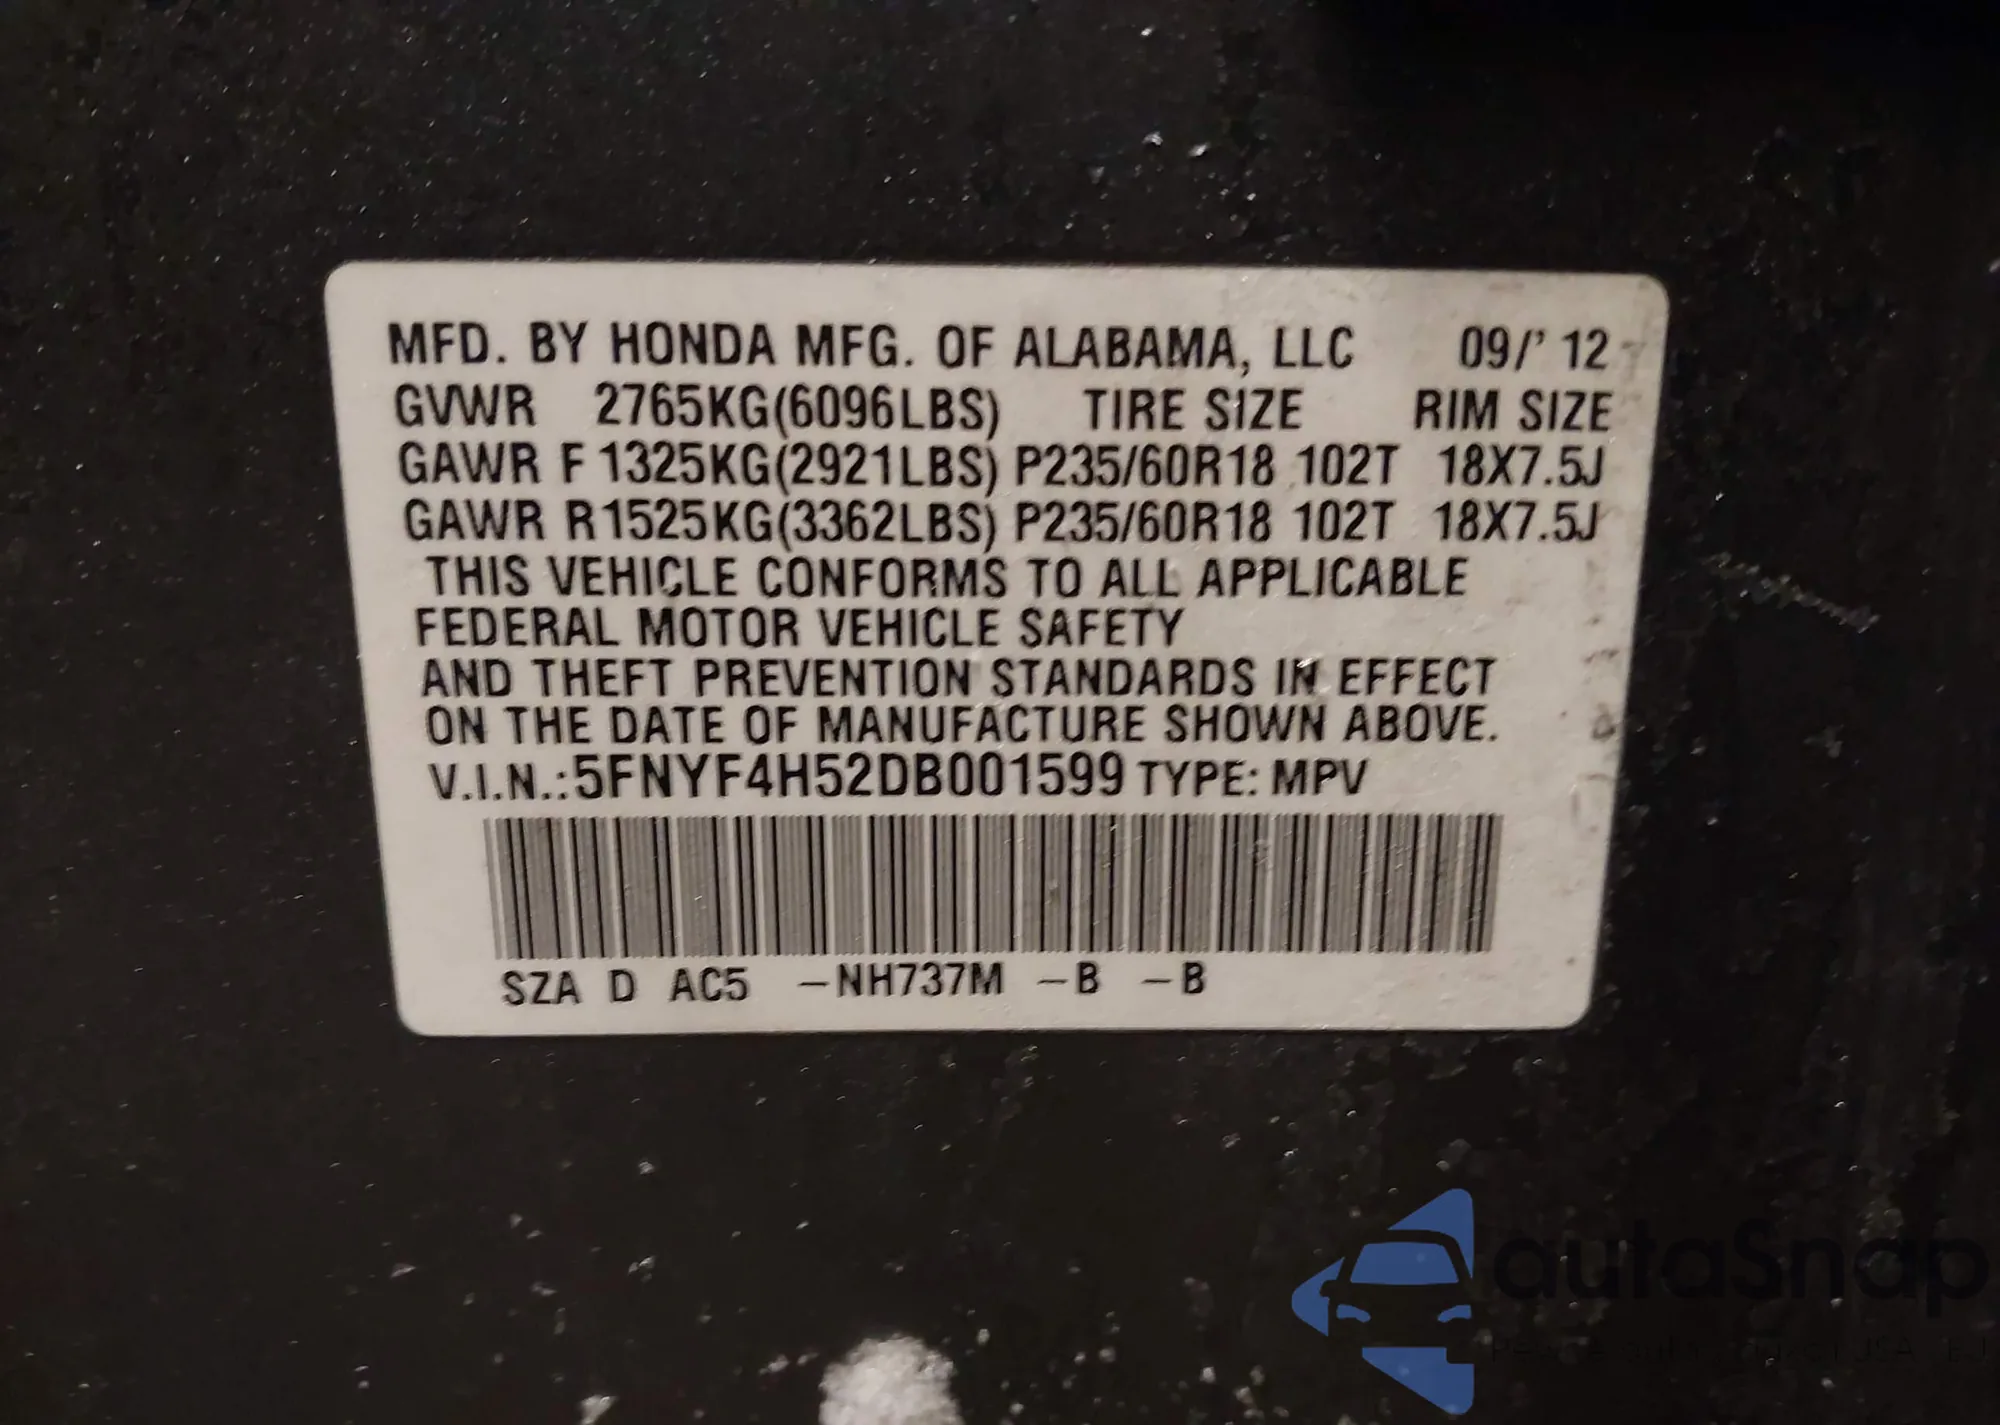 MFD. BY HONDA MFG. OF ALABAMA, LLC 09/' 12
GVWR 2765KG(6096LBS) TIRE SIZE RIM SIZE
GAWR F 1325KG(2921LBS) P235/60R18 102T 18X7.5J
GAWR R1525KG(3362LBS) P235/60R18 102T 18X7.5J
THIS VEHICLE CONFORMS TO ALL APPLICABLE
FEDERAL MOTOR VEHICLE SAFETY
AND THEFT PREVENTION STANDARDS IN EFFECT
ON THE DATE OF MANUFACTURE SHOWN ABOVE.
V.I.N.:5FNYF4H52DB001599 TYPE: MPV
SZA D AC5 –NH737M –B –B
autoSnap